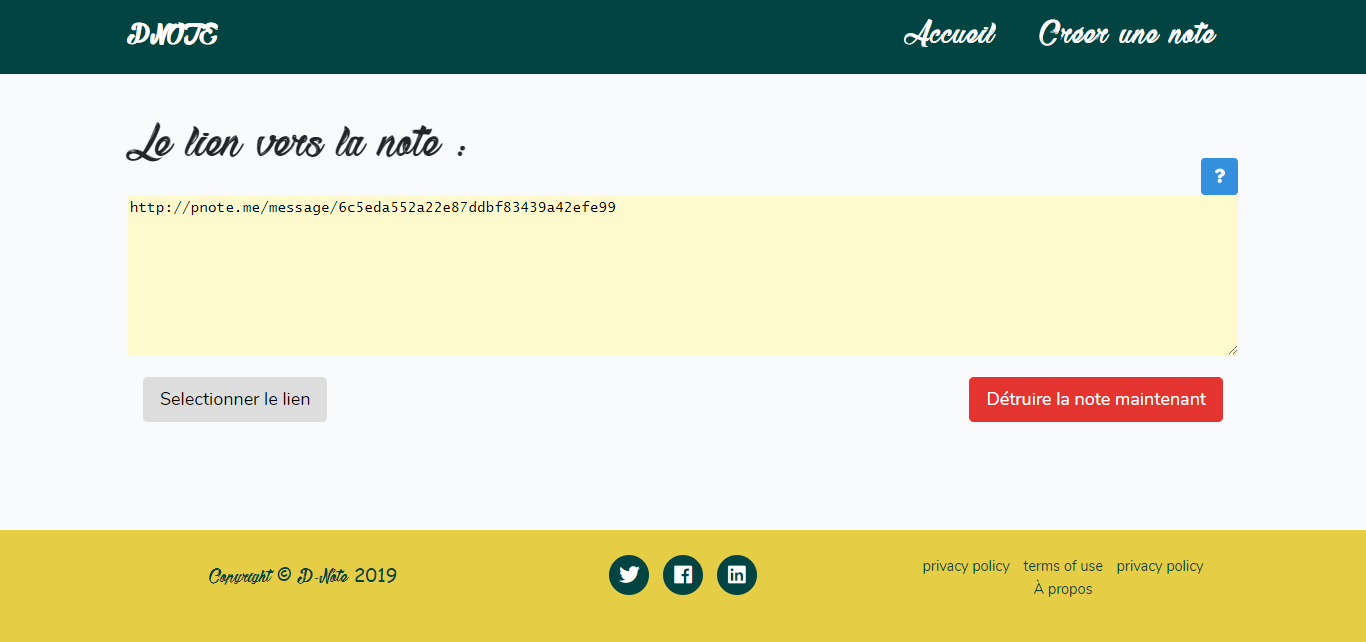 DNOTE Accueil Créer une note
Le lien vers la note :
?
http://pnote.me/message/6c5eda552a22e87ddbf83439a42efe99
Selectionner le lien Détruire la note maintenant
Copyright © D-Note 2019
privacy policy terms of use privacy policy
À propos